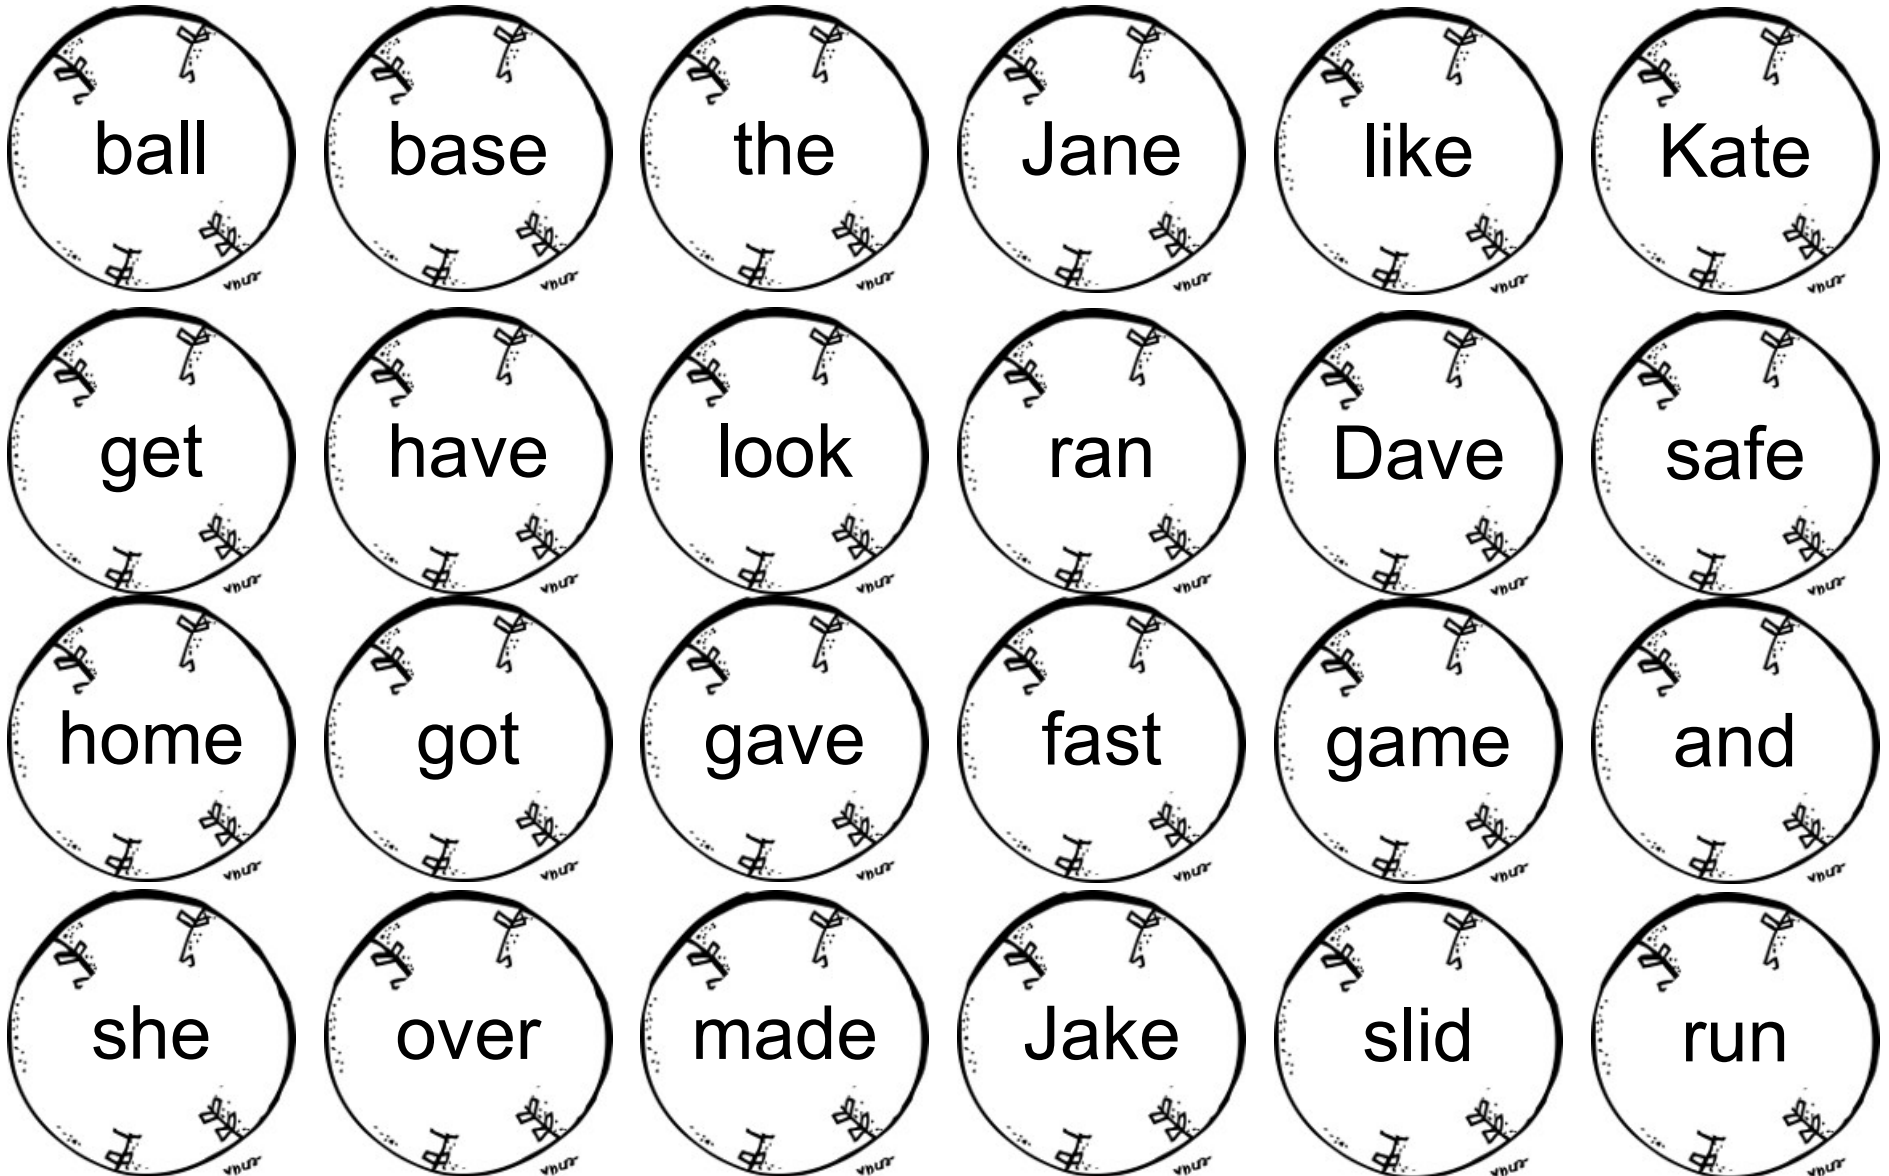 ball base the Jane like Kate
get have look ran Dave safe
home got gave fast game and
she over made Jake slid run